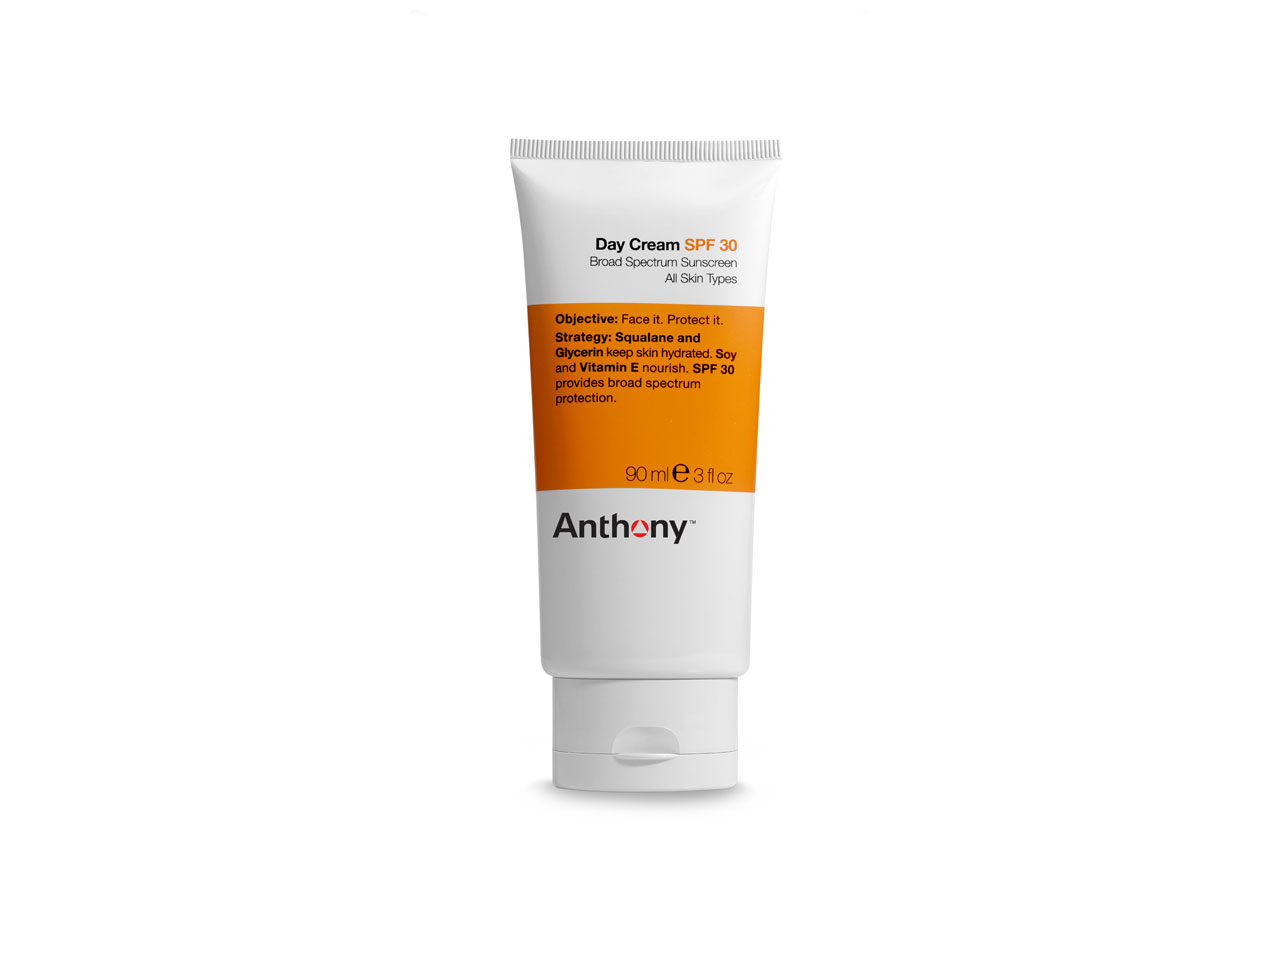 Day Cream SPF 30
Broad Spectrum Sunscreen
All Skin Types
Objective: Face it. Protect it.
Strategy: Squalane and
Glycerin keep skin hydrated. Soy
and Vitamin E nourish. SPF 30
provides broad spectrum
protection.
90 ml e 3 fl oz
Anthony™